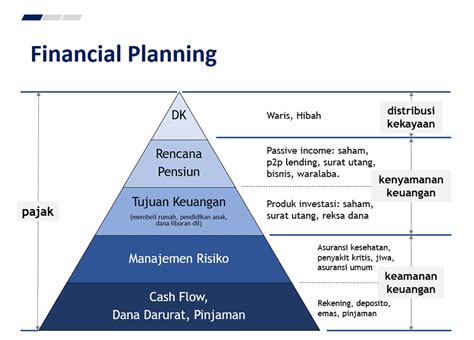 Financial Planning
DK
Waris, Hibah
distribusi
kekayaan
Rencana
Pensiun
Passive income: saham,
p2p lending, surat utang,
bisnis, waralaba.
kenyamanan
keuangan
pajak
Tujuan Keuangan
(membeli rumah, pendidikan anak,
dana liburan dll)
Produk investasi: saham,
surat utang, reksa dana
Manajemen Risiko
Asuransi kesehatan,
penyakit kritis, jiwa,
asuransi umum
keamanan
keuangan
Cash Flow,
Dana Darurat, Pinjaman
Rekening, deposito,
emas, pinjaman